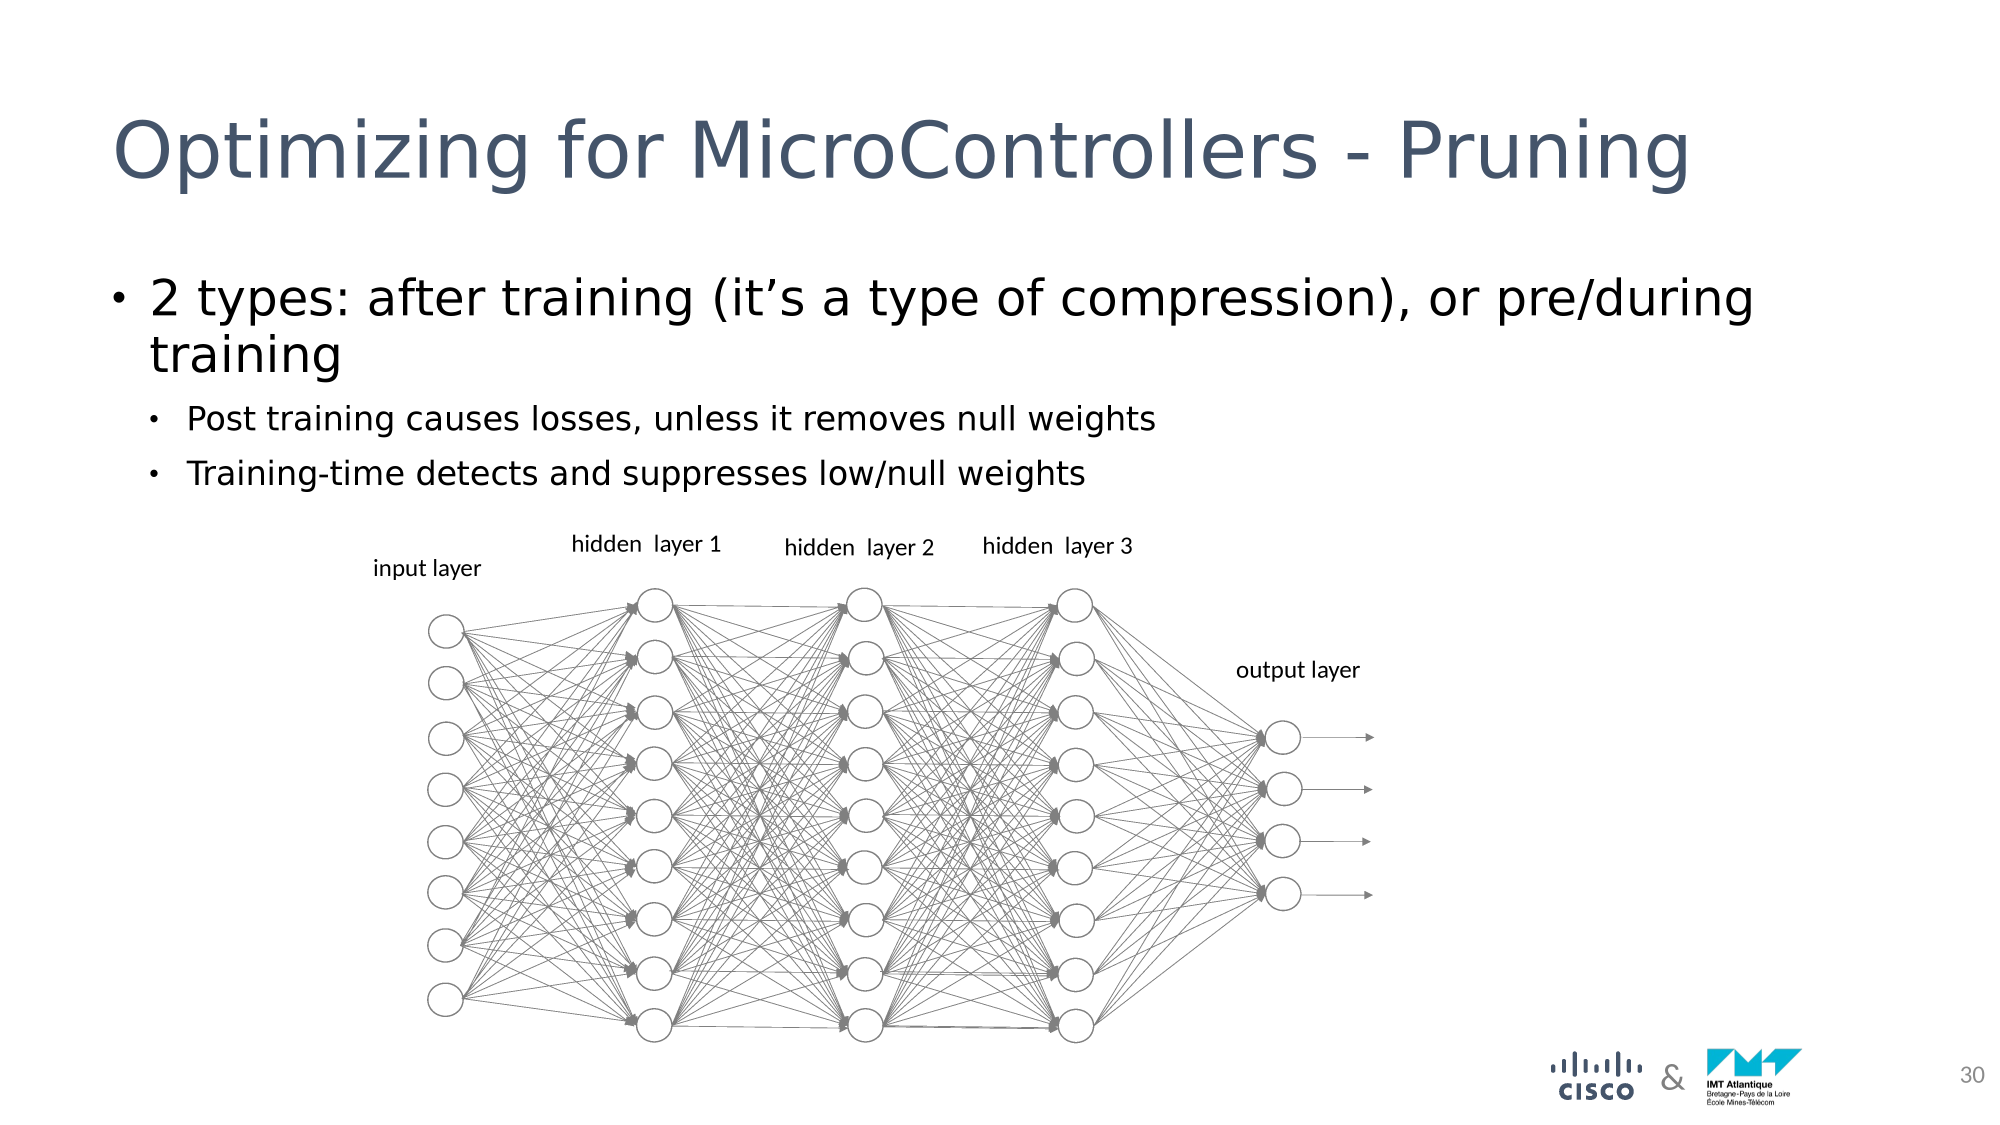 Optimizing for MicroControllers - Pruning
• 2 types: after training (it’s a type of compression), or pre/during
training
• Post training causes losses, unless it removes null weights
• Training-time detects and suppresses low/null weights
hidden layer 1
hidden layer 2
hidden layer 3
input layer
output layer
CISCO
&
IMT Atlantique
Bretagne-Pays de la Loire
École Mines-Télécom
30